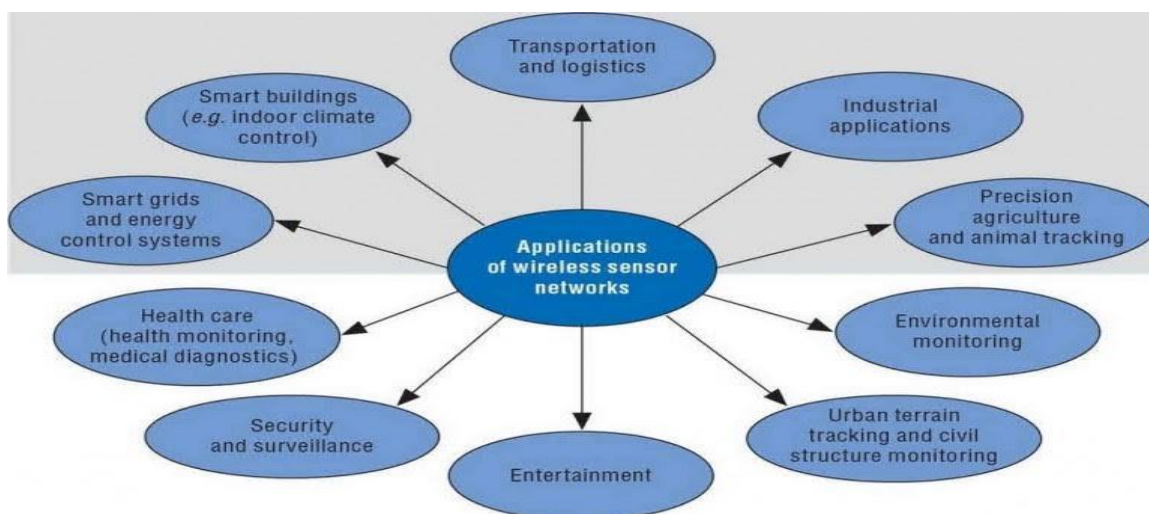 Transportation
and logistics
Smart buildings
(e.g. indoor climate
control)
Industrial
applications
Smart grids
and energy
control systems
Precision
agriculture
and animal tracking
Applications
of wireless sensor
networks
Health care
(health monitoring,
medical diagnostics)
Environmental
monitoring
Security
and surveillance
Urban terrain
tracking and civil
structure monitoring
Entertainment